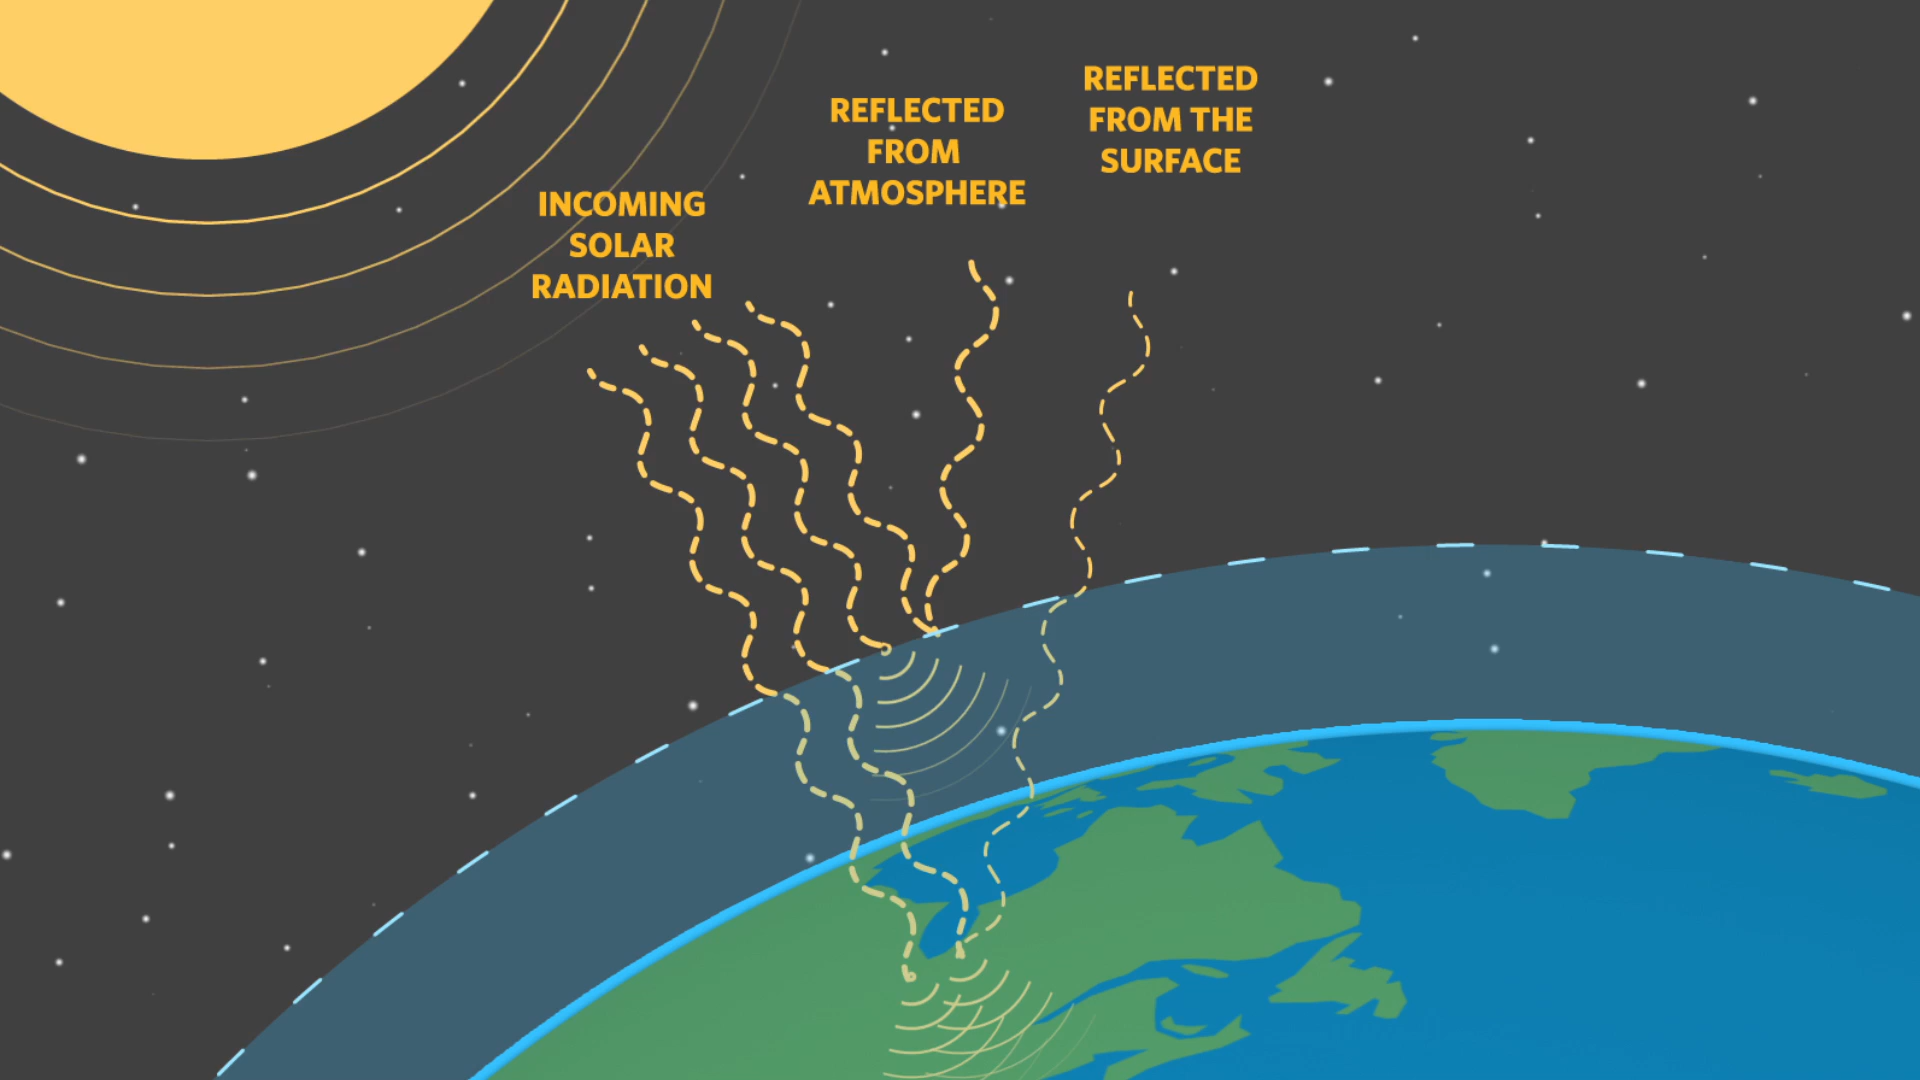 INCOMING
SOLAR
RADIATION
REFLECTED
FROM
ATMOSPHERE
REFLECTED
FROM THE
SURFACE